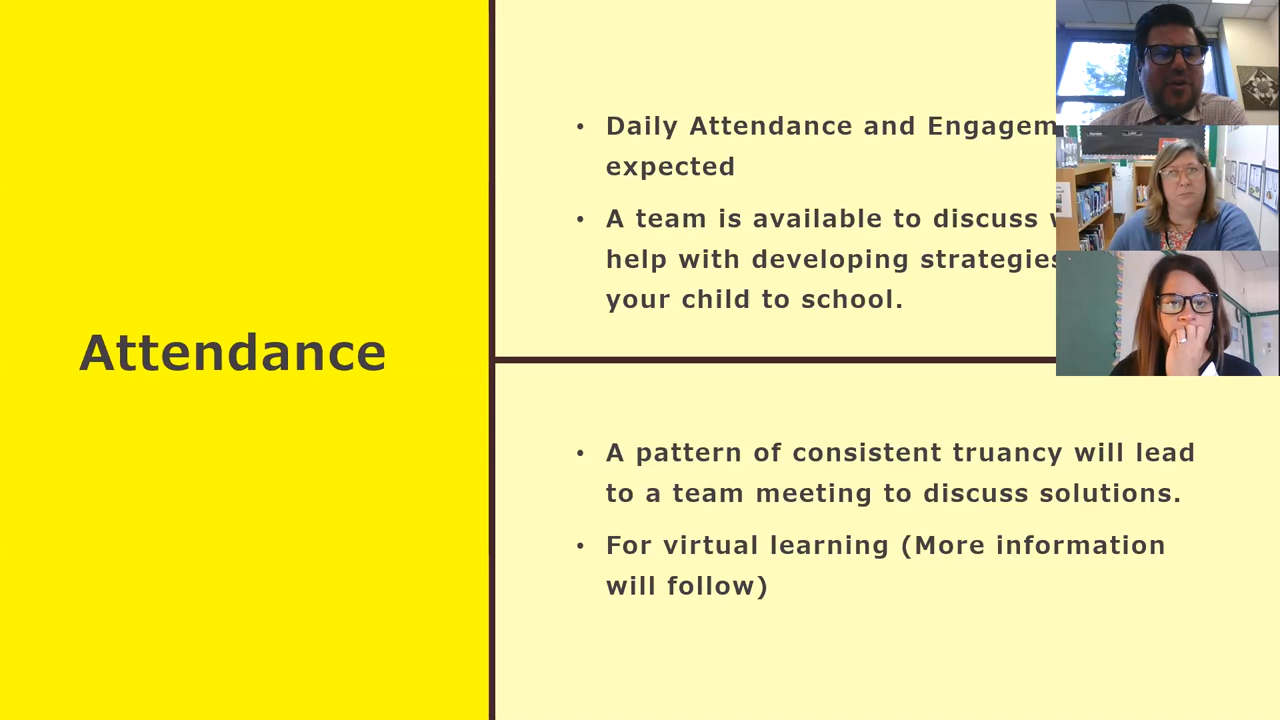 Attendance
• Daily Attendance and Engagem
expected
• A team is available to discuss
help with developing strategies
your child to school.
• A pattern of consistent truancy will lead
to a team meeting to discuss solutions.
• For virtual learning (More information
will follow)